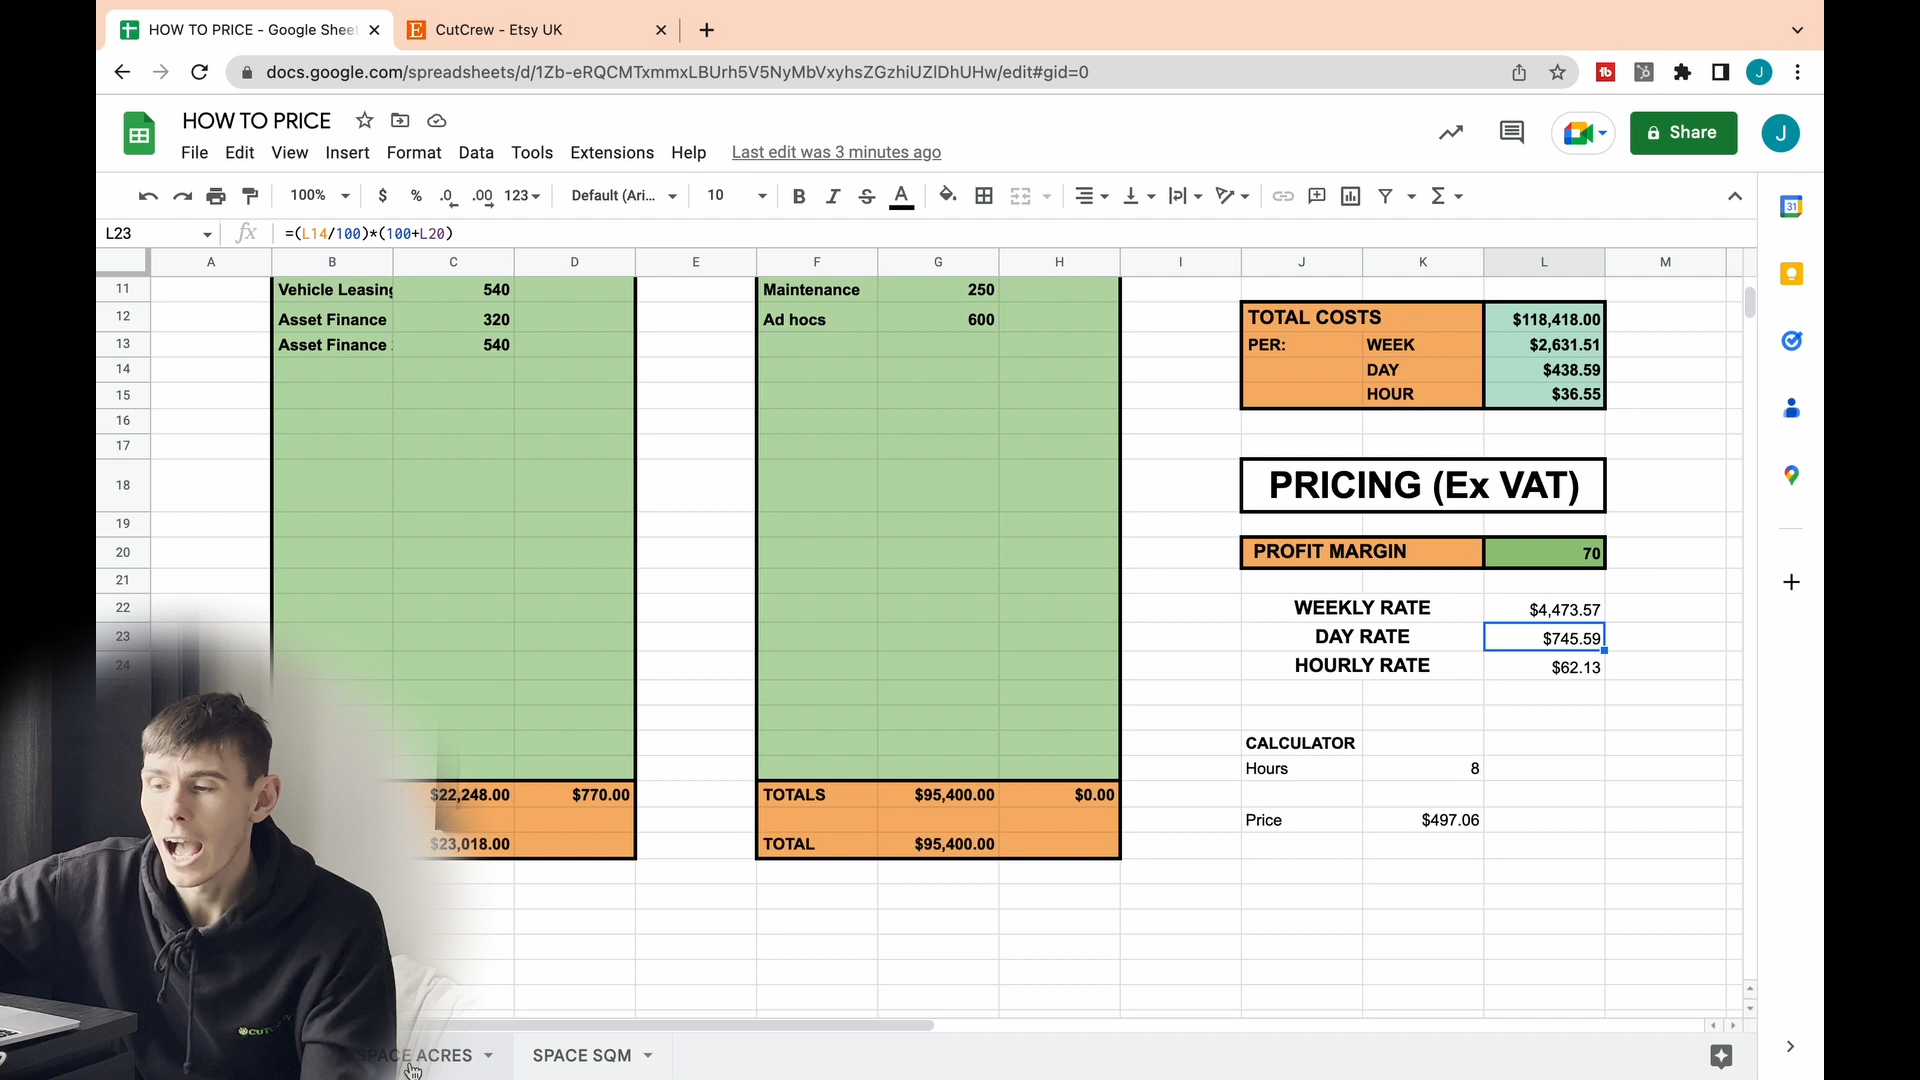 HOW TO PRICE - Google Sheet
CutCrew - Etsy UK
docs.google.com/spreadsheets/d/1Zb-eRQCMTxmmxLBUrh5V5NyMbVxyhsZGzhiUZIDhUHw/edit#gid=0
J
HOW TO PRICE
File Edit View Insert Format Data Tools Extensions Help Last edit was 3 minutes ago
Share
J
100% $ % .0 .00 123 Default (Ari... 10 B I S A
31
L23 fx =(L14/100)*(100+L20)
A B C D E F G H I J K L M
11 Vehicle Leasing 540 Maintenance 250
12 Asset Finance 320 Ad hocs 600 TOTAL COSTS $118,418.00
13 Asset Finance 540 PER: WEEK $2,631.51
14 DAY $438.59
15 HOUR $36.55
16
17
18 PRICING (Ex VAT)
19
20 PROFIT MARGIN 70
21
22 WEEKLY RATE $4,473.57
23 DAY RATE $745.59
24 HOURLY RATE $62.13
CALCULATOR
Hours 8
$22,248.00 $770.00 TOTALS $95,400.00 $0.00
Price $497.06
$23,018.00 TOTAL $95,400.00
SPACE ACRES SPACE SQM